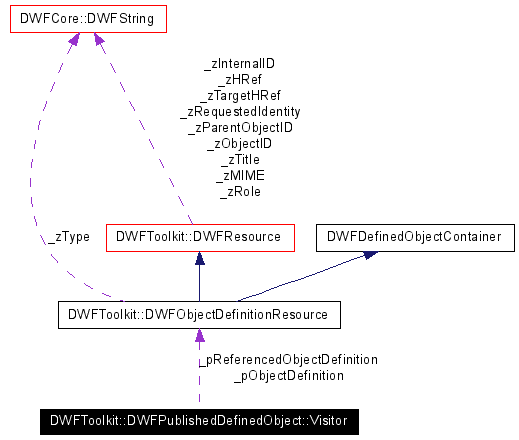 DWFCore::DWFString
_zInternalID
_zHRef
_zTargetHRef
_zRequestedIdentity
_zParentObjectID
_zObjectID
_zTitle
_zMIME
_zRole
_zType
DWFToolkit::DWFResource
DWFDefinedObjectContainer
DWFToolkit::DWFObjectDefinitionResource
_pReferencedObjectDefinition
_pObjectDefinition
DWFToolkit::DWFPublishedDefinedObject::Visitor